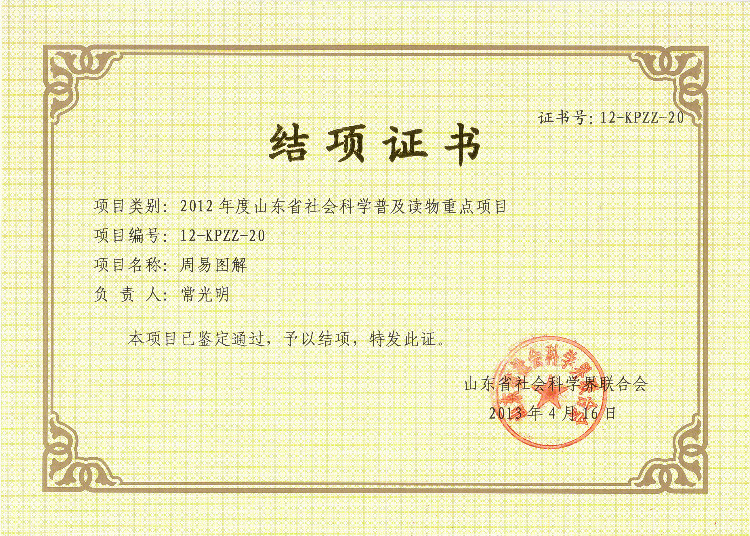 证书号：12-KPZZ-20
结项证书
项目类别：2012年度山东省社会科学普及读物重点项目
项目编号：12-KPZZ-20
项目名称：周易图解
负 责 人：常光明
本项目已鉴定通过，予以结项，特发此证。
山东省社会科学界联合会
山东省社会科学界联合会
2013年4月16日